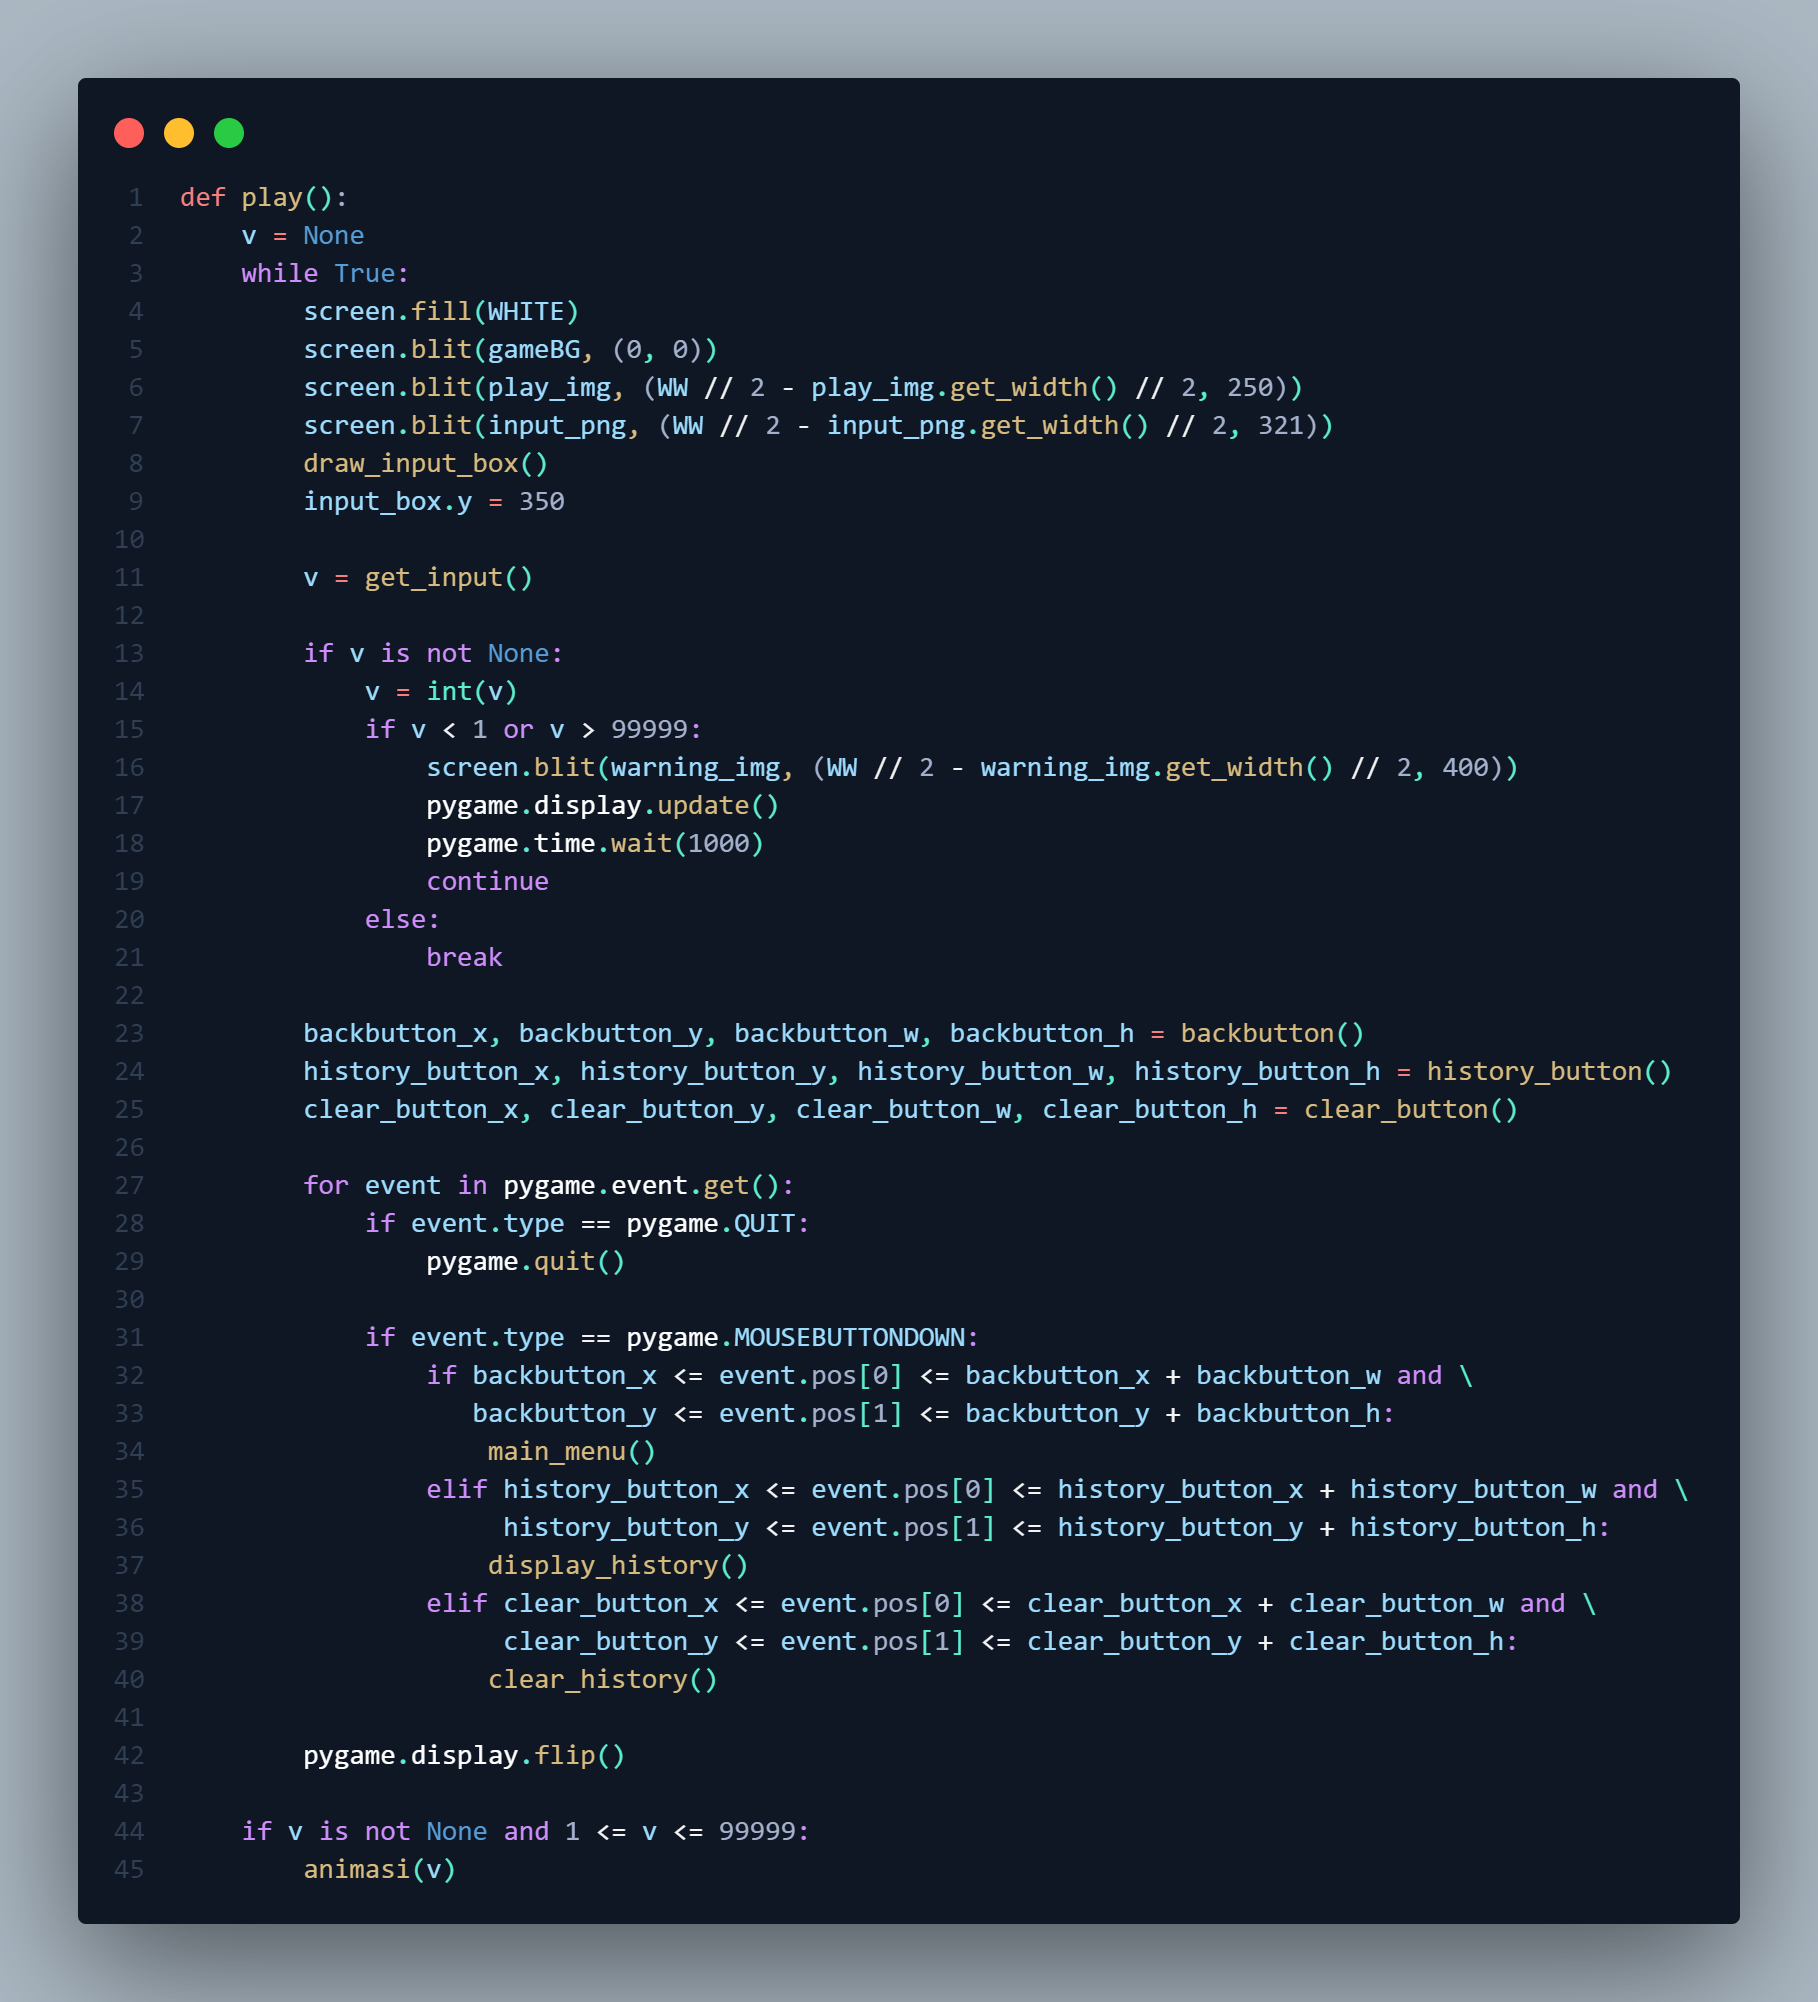 1 def play():
2     v = None
3     while True:
4         screen.fill(WHITE)
5         screen.blit(gameBG, (0, 0))
6         screen.blit(play_img, (WW // 2 - play_img.get_width() // 2, 250))
7         screen.blit(input_png, (WW // 2 - input_png.get_width() // 2, 321))
8         draw_input_box()
9         input_box.y = 350
10
11         v = get_input()
12
13         if v is not None:
14             v = int(v)
15             if v < 1 or v > 99999:
16                 screen.blit(warning_img, (WW // 2 - warning_img.get_width() // 2, 400))
17                 pygame.display.update()
18                 pygame.time.wait(1000)
19                 continue
20             else:
21                 break
22
23         backbutton_x, backbutton_y, backbutton_w, backbutton_h = backbutton()
24         history_button_x, history_button_y, history_button_w, history_button_h = history_button()
25         clear_button_x, clear_button_y, clear_button_w, clear_button_h = clear_button()
26
27         for event in pygame.event.get():
28             if event.type == pygame.QUIT:
29                 pygame.quit()
30
31             if event.type == pygame.MOUSEBUTTONDOWN:
32                 if backbutton_x <= event.pos[0] <= backbutton_x + backbutton_w and \
33                    backbutton_y <= event.pos[1] <= backbutton_y + backbutton_h:
34                     main_menu()
35                 elif history_button_x <= event.pos[0] <= history_button_x + history_button_w and \
36                      history_button_y <= event.pos[1] <= history_button_y + history_button_h:
37                     display_history()
38                 elif clear_button_x <= event.pos[0] <= clear_button_x + clear_button_w and \
39                      clear_button_y <= event.pos[1] <= clear_button_y + clear_button_h:
40                     clear_history()
41
42         pygame.display.flip()
43
44     if v is not None and 1 <= v <= 99999:
45         animasi(v)